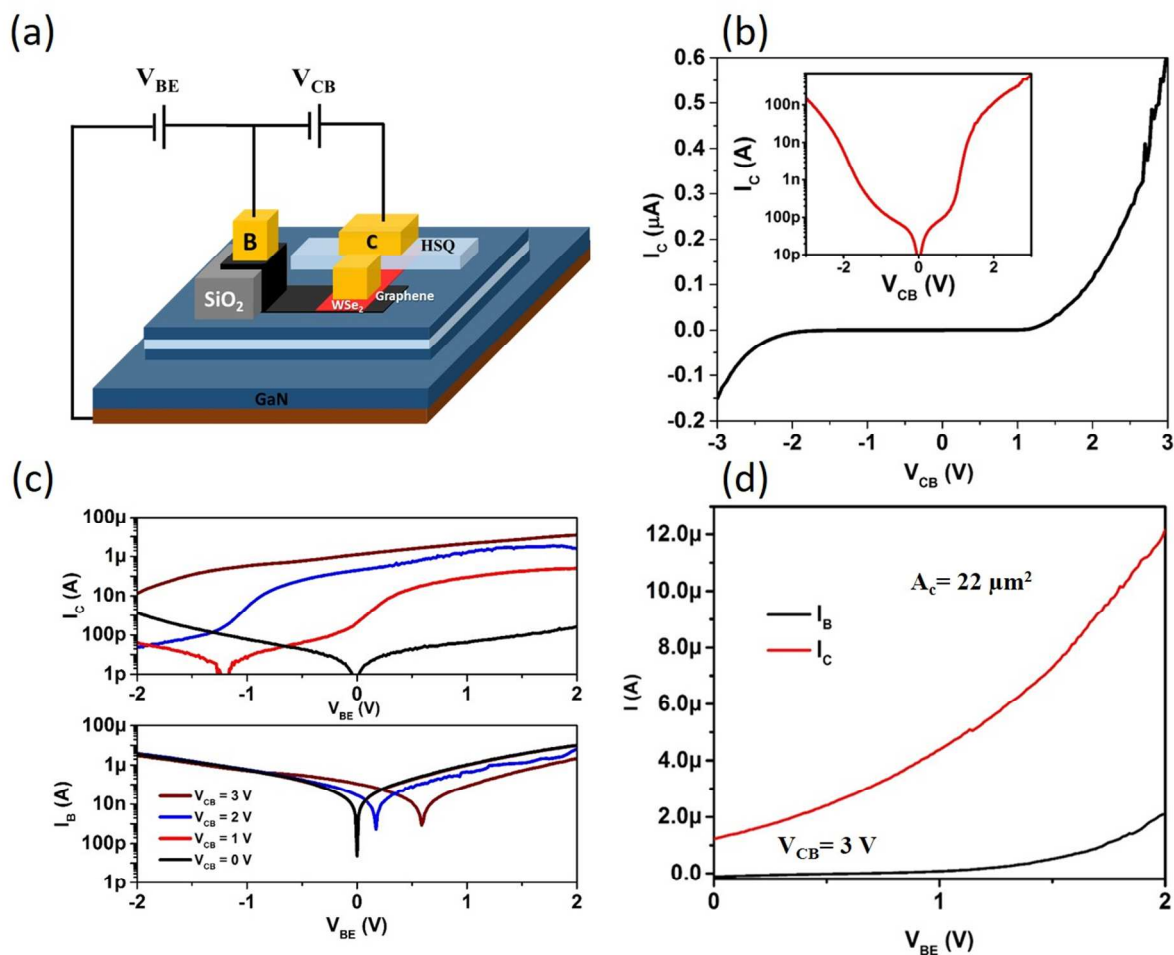 (a)
V_BE
V_CB
B
C
HSQ
SiO₂
WSe₂
Graphene
GaN
(b)
0.6
0.5
0.4
0.3
0.2
0.1
0.0
-0.1
-0.2
I_C (μA)
-3 -2 -1 0 1 2 3
V_CB (V)
100n
10n
1n
100p
10p
I_C (A)
-2 0 2
V_CB (V)
(c)
100μ
1μ
10n
100p
1p
I_C (A)
-2 -1 0 1 2
V_BE (V)
100μ
1μ
10n
100p
1p
I_B (A)
V_CB = 3 V
V_CB = 2 V
V_CB = 1 V
V_CB = 0 V
-2 -1 0 1 2
V_BE (V)
(d)
12.0μ
10.0μ
8.0μ
6.0μ
4.0μ
2.0μ
0.0
I (A)
A_c= 22 μm²
I_B
I_C
V_CB= 3 V
0 1 2
V_BE (V)